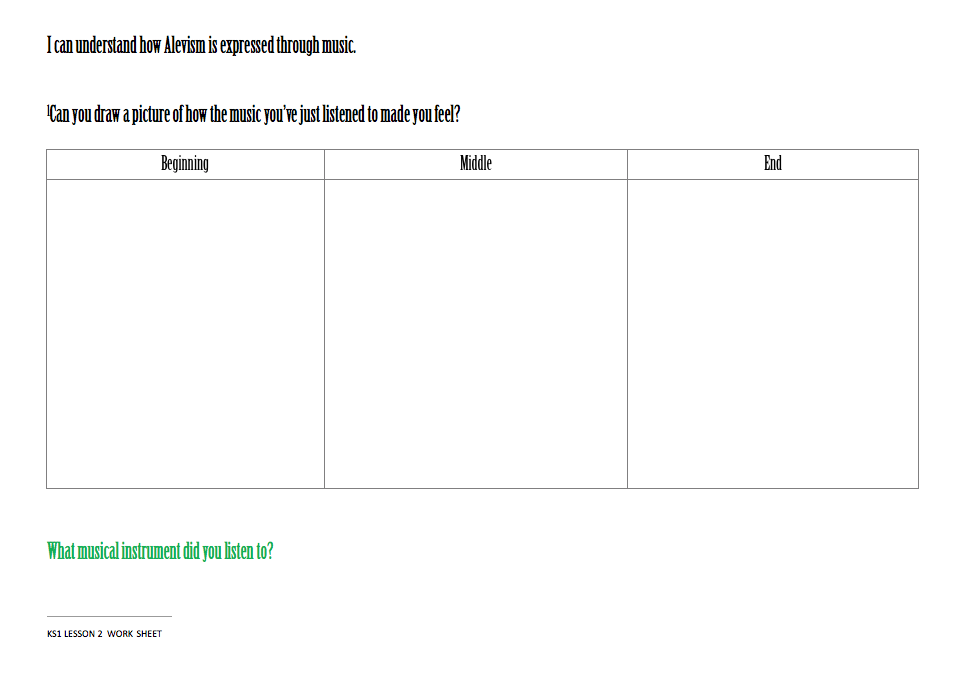 I can understand how Alevism is expressed through music.
¹Can you draw a picture of how the music you've just listened to made you feel?
Beginning Middle End
What musical instrument did you listen to?
KS1 LESSON 2 WORK SHEET